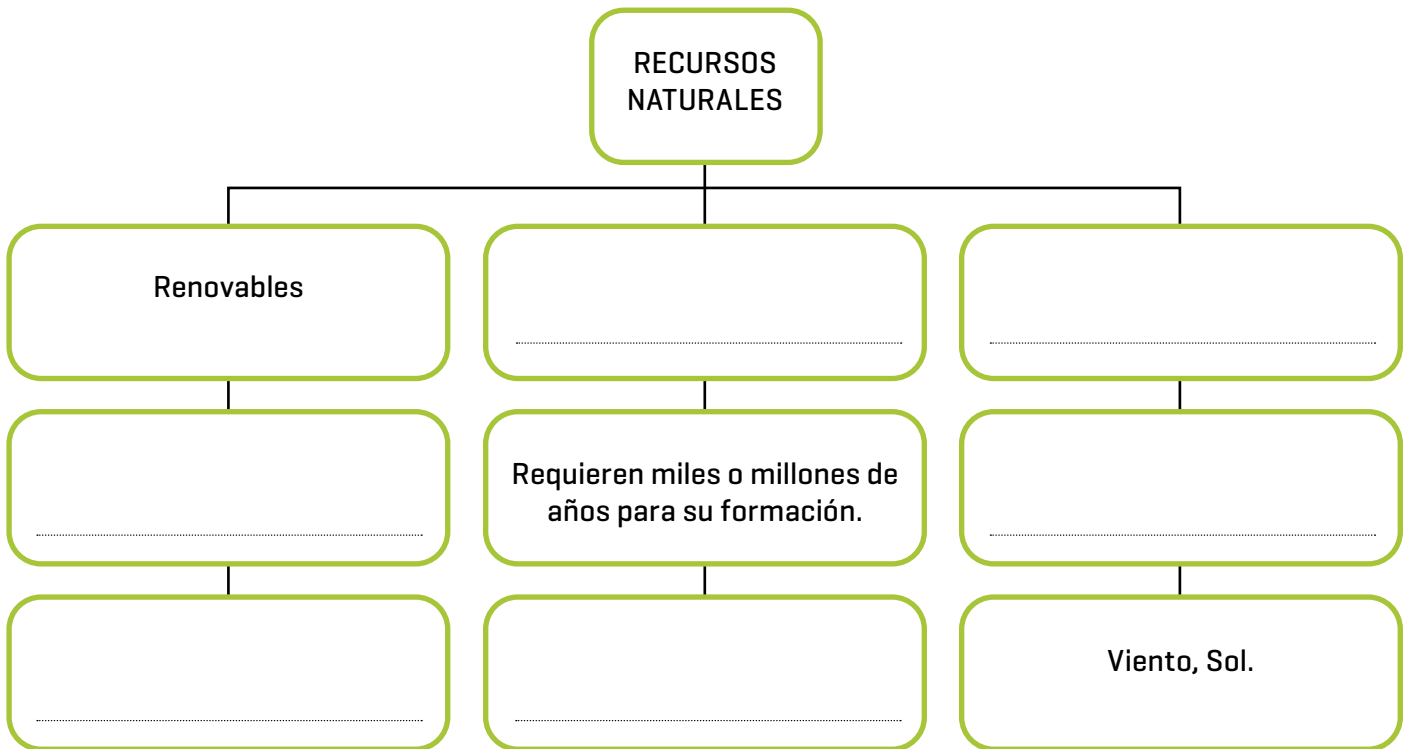 RECURSOS
NATURALES
Renovables
Requieren miles o millones de
años para su formación.
Viento, Sol.